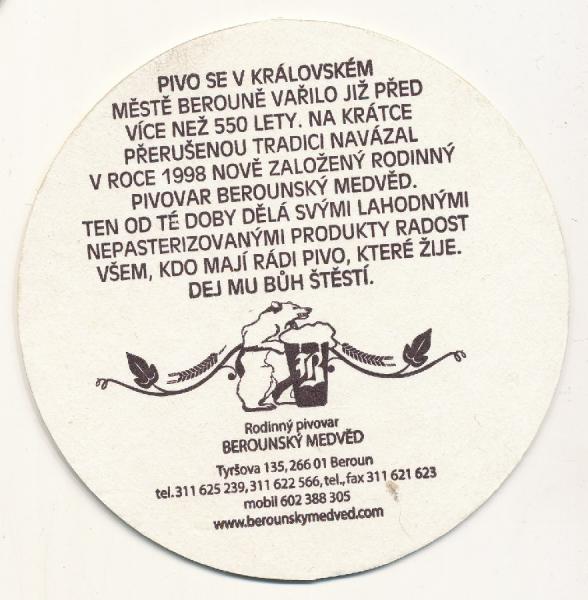 PIVO SE V KRÁLOVSKÉM
MĚSTĚ BEROUNĚ VAŘILO JIŽ PŘED
VÍCE NEŽ 550 LETY. NA KRÁTCE
PŘERUŠENOU TRADICI NAVÁZAL
V ROCE 1998 NOVĚ ZALOŽENÝ RODINNÝ
PIVOVAR BEROUNSKÝ MEDVĚD.
TEN OD TÉ DOBY DĚLÁ SVÝMI LAHODNÝMI
NEPASTERIZOVANÝMI PRODUKTY RADOST
VŠEM, KDO MAJÍ RÁDI PIVO, KTERÉ ŽIJE.
DEJ MU BŮH ŠTĚSTÍ.
B
Rodinný pivovar
BEROUNSKÝ MEDVĚD
Tyršova 135, 266 01 Beroun
tel. 311 625 239, 311 622 566, tel., fax 311 621 623
mobil 602 388 305
www.berounskymedved.com